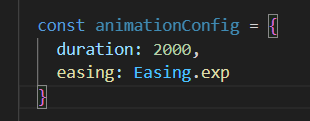 const animationConfig = {
  duration: 2000,
  easing: Easing.exp
}